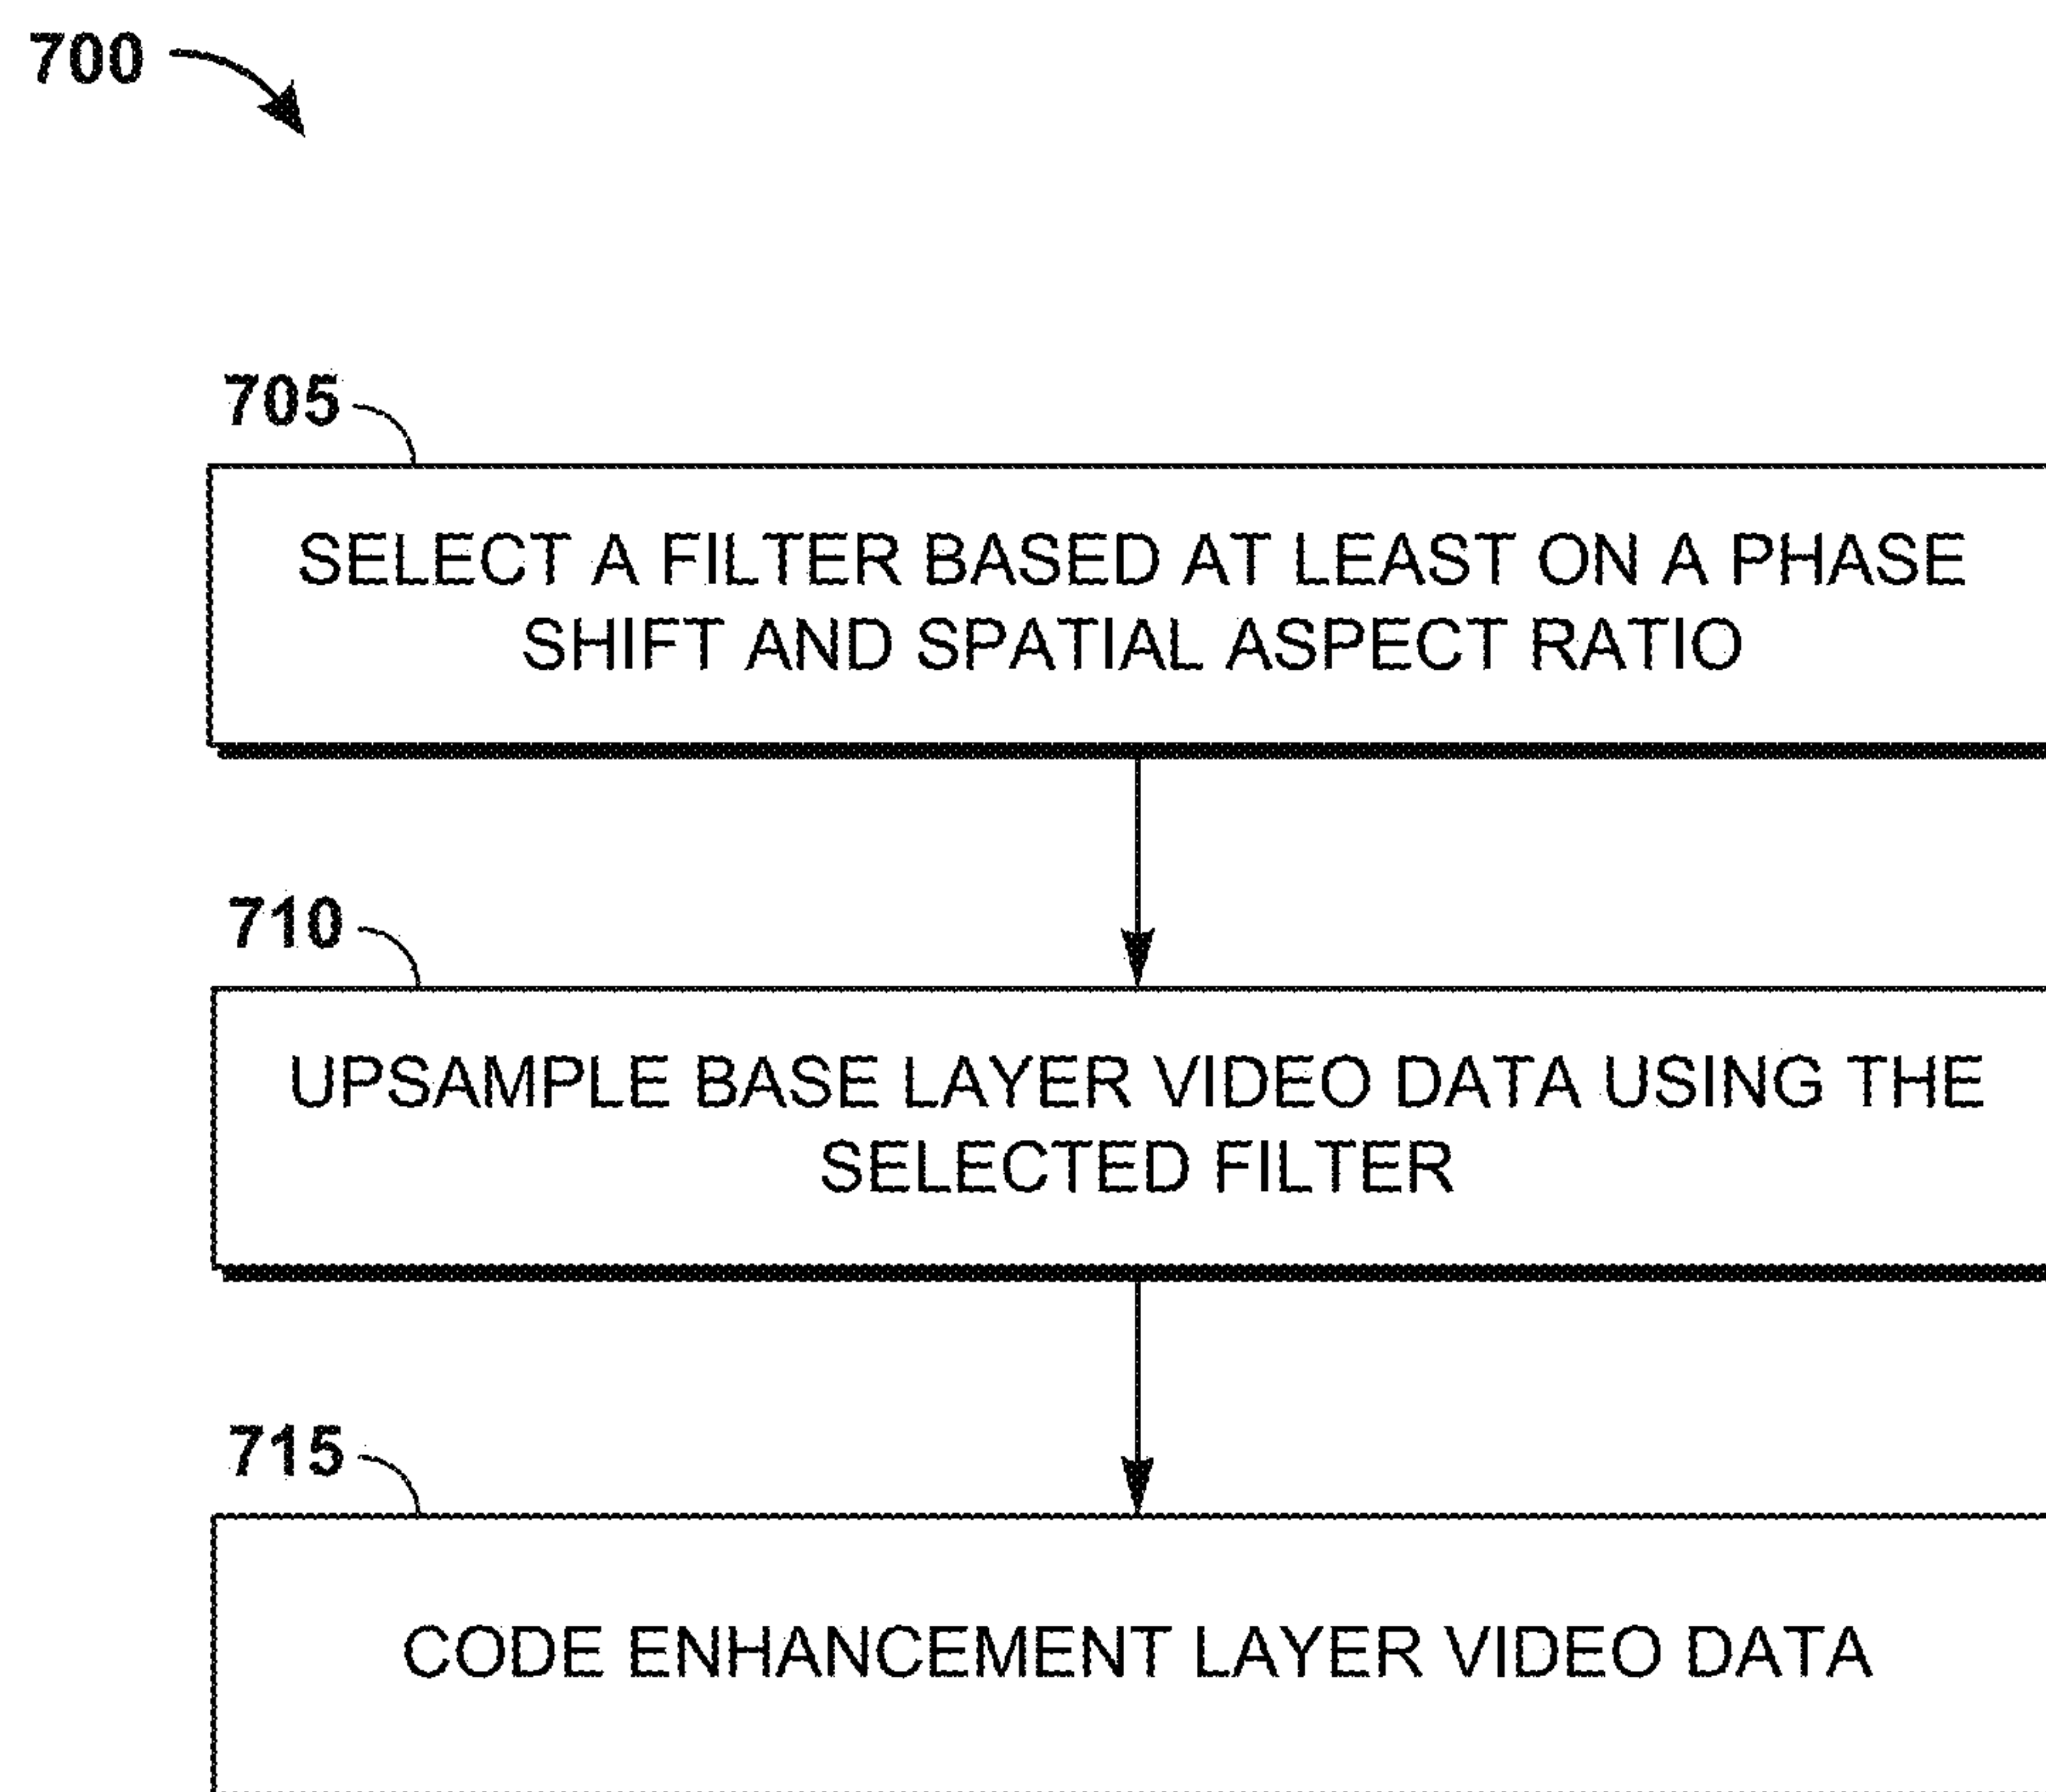 700
705
SELECT A FILTER BASED AT LEAST ON A PHASE
SHIFT AND SPATIAL ASPECT RATIO
710
UPSAMPLE BASE LAYER VIDEO DATA USING THE
SELECTED FILTER
715
CODE ENHANCEMENT LAYER VIDEO DATA